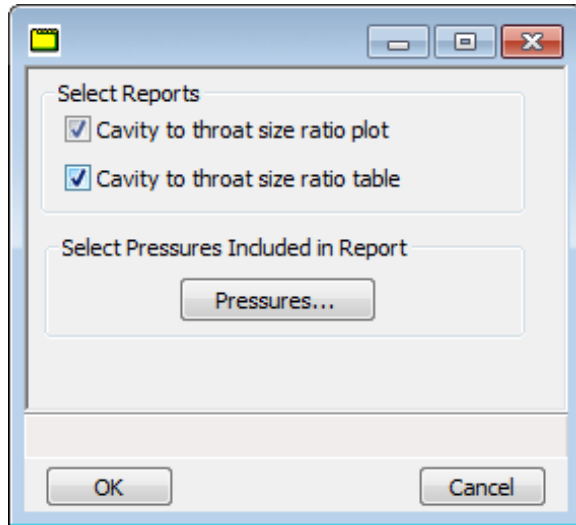 Select Reports
Cavity to throat size ratio plot
Cavity to throat size ratio table
Select Pressures Included in Report
Pressures...
OK
Cancel